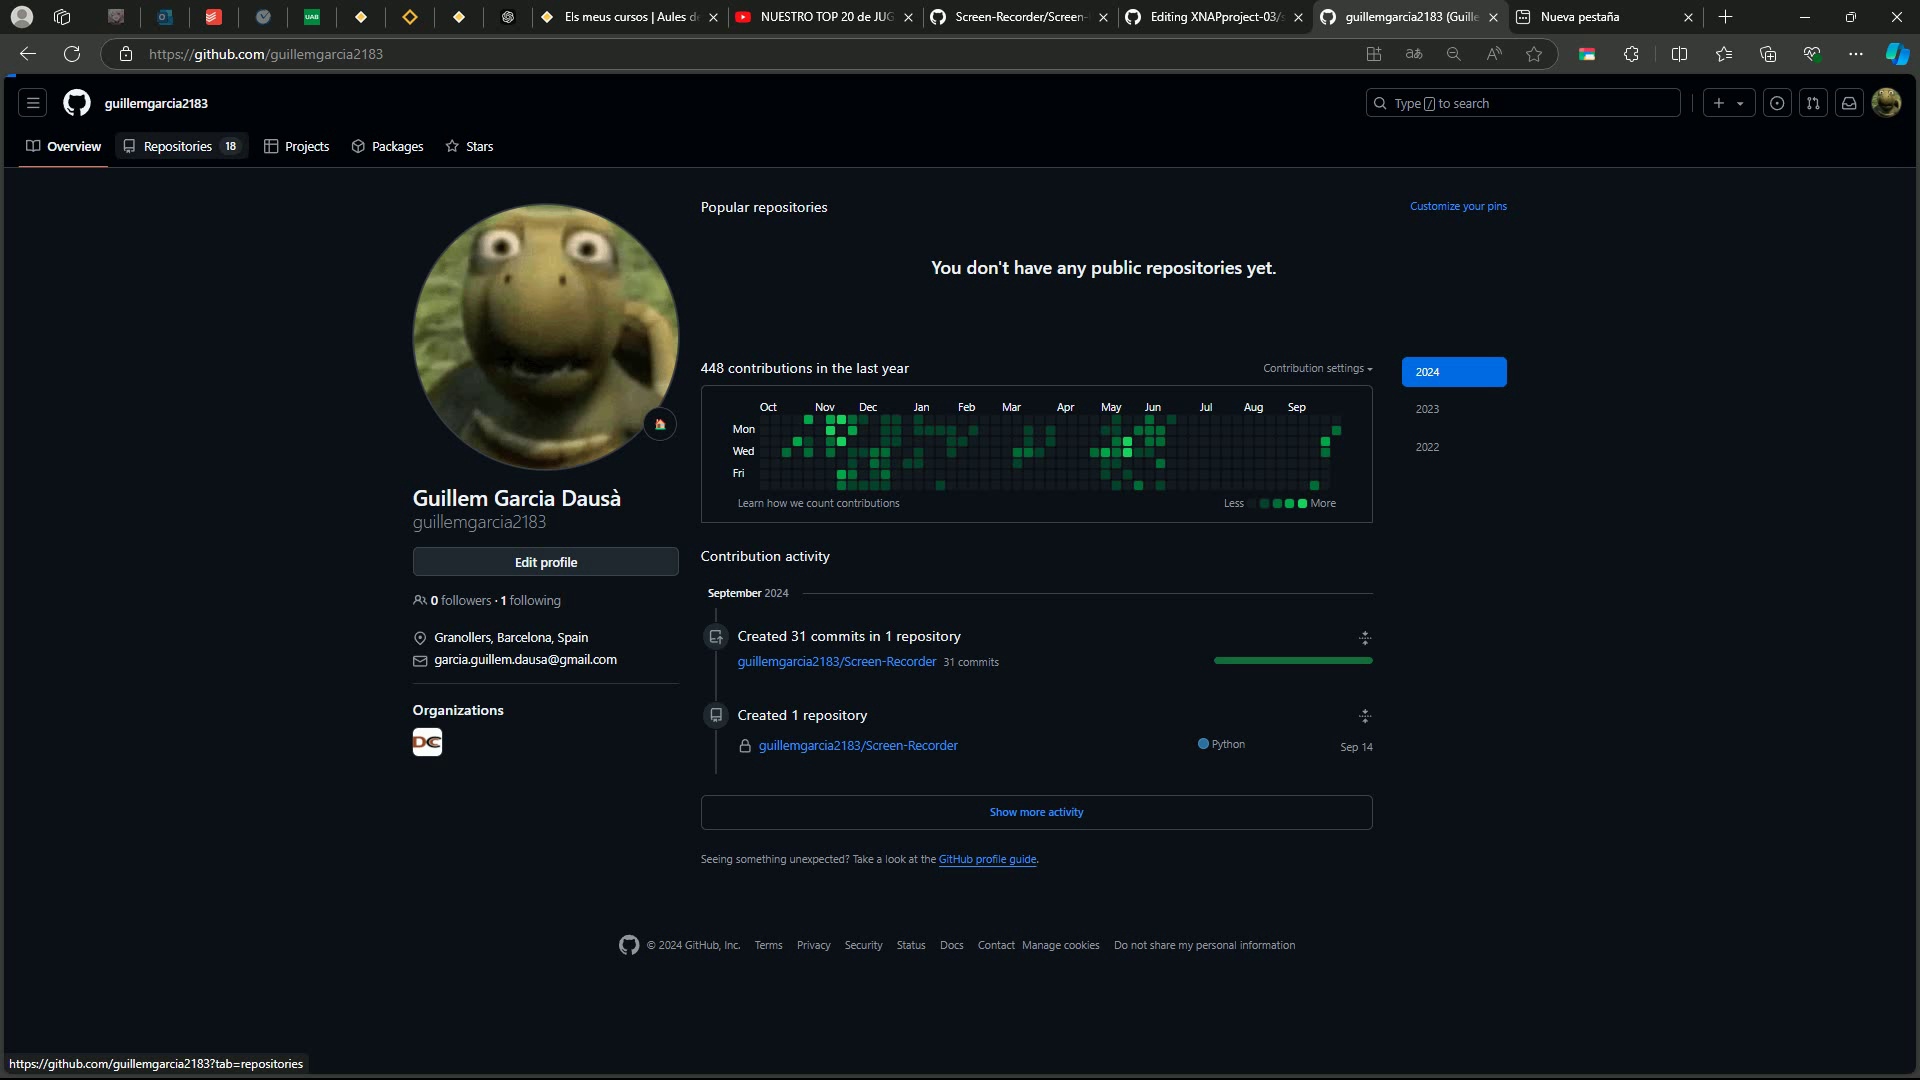 UAB
Els meus cursos | Aules d
NUESTRO TOP 20 de JUG
Screen-Recorder/Screen-
Editing XNAPproject-03/s
guillemgarcia2183 (Guille
Nueva pestaña
https://github.com/guillemgarcia2183
guillemgarcia2183
Type / to search
Overview
Repositories 18
Projects
Packages
Stars
Popular repositories
Customize your pins
You don't have any public repositories yet.
448 contributions in the last year
Contribution settings
2024
2023
2022
Oct Nov Dec Jan Feb Mar Apr May Jun Jul Aug Sep
Mon
Wed
Fri
Learn how we count contributions
Less More
Guillem Garcia Dausà
guillemgarcia2183
Edit profile
0 followers · 1 following
Granollers, Barcelona, Spain
garcia.guillem.dausa@gmail.com
Organizations
DC
Contribution activity
September 2024
Created 31 commits in 1 repository
guillemgarcia2183/Screen-Recorder 31 commits
Created 1 repository
guillemgarcia2183/Screen-Recorder Python Sep 14
Show more activity
Seeing something unexpected? Take a look at the GitHub profile guide.
© 2024 GitHub, Inc. Terms Privacy Security Status Docs Contact Manage cookies Do not share my personal information
https://github.com/guillemgarcia2183?tab=repositories